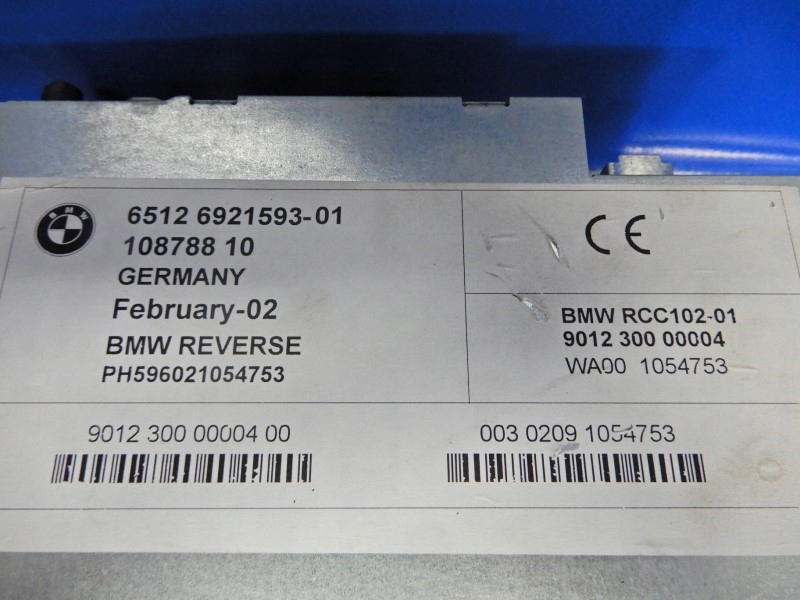 BMW
6512 6921593-01
108788 10
GERMANY
February-02
BMW REVERSE
PH596021054753
CE
BMW RCC102-01
9012 300 00004
WA00 1054753
9012 300 00004 00
003 0209 1054753